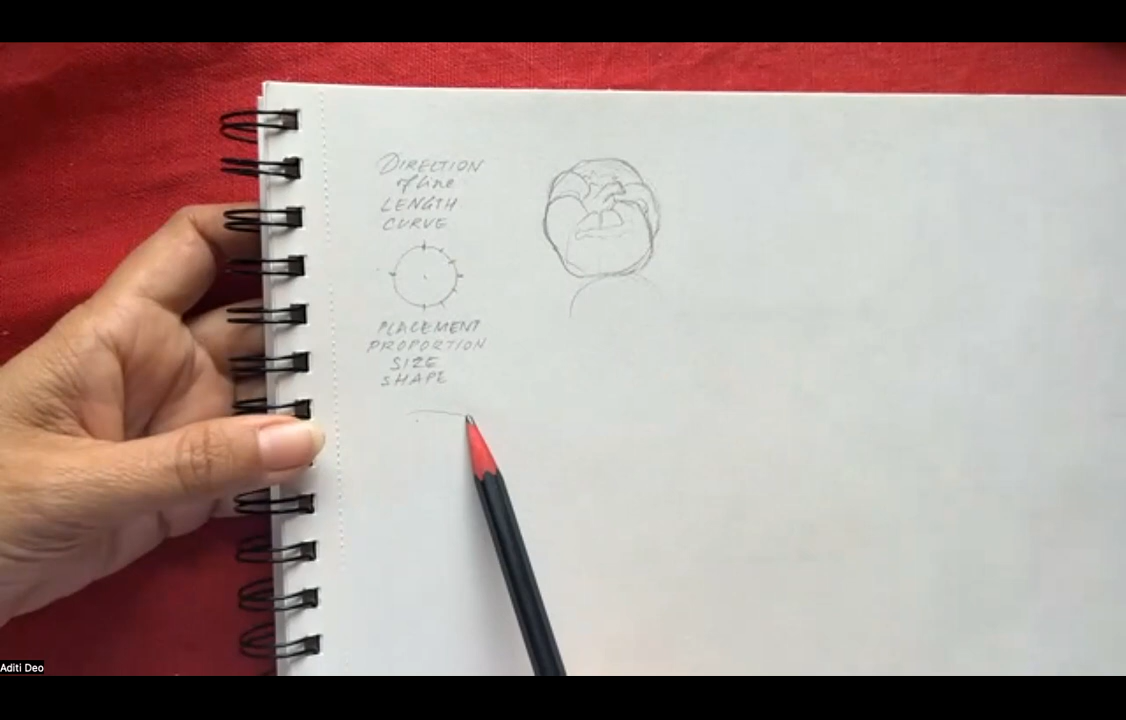 DIRECTION
of line
LENGTH
CURVE
PLACEMENT
PROPORTION
SIZE
SHAPE
Aditi Deo